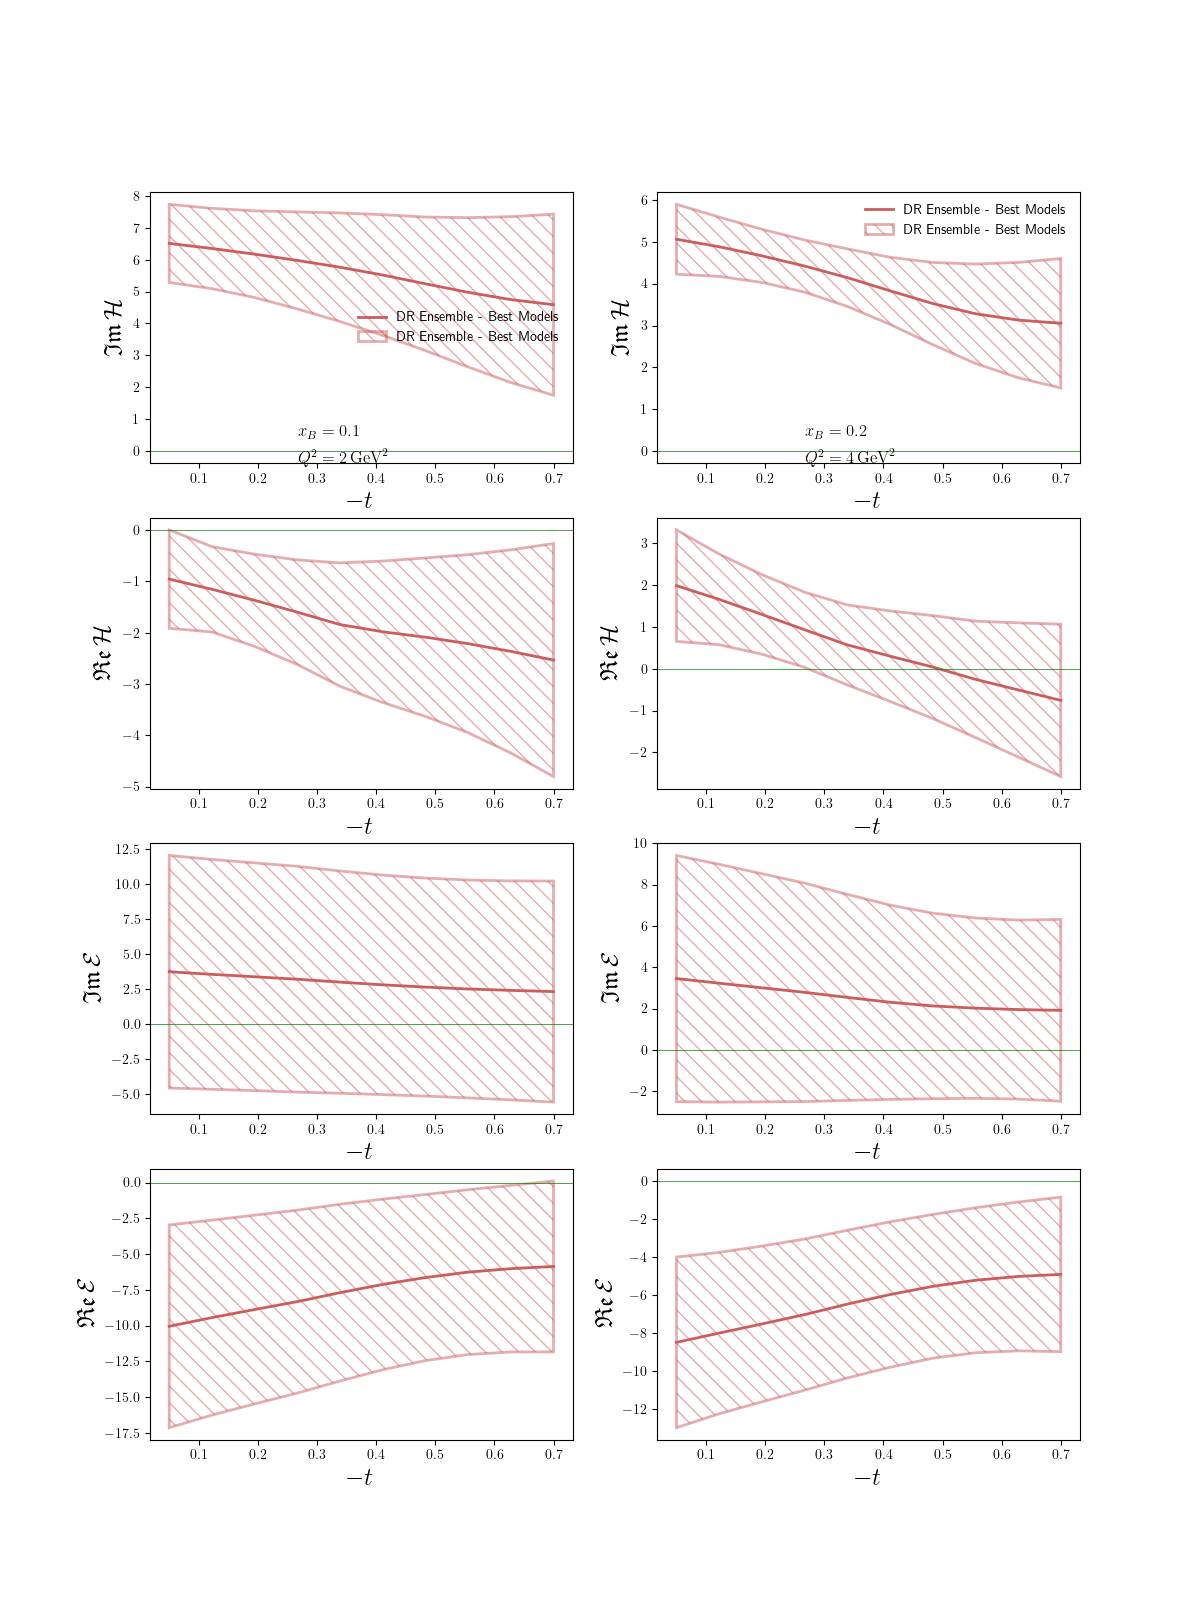 8
7
6
5
4
3
2
1
0
ℑm ℋ
DR Ensemble - Best Models
DR Ensemble - Best Models
x_B = 0.1
Q² = 2 GeV²
0.1 0.2 0.3 0.4 0.5 0.6 0.7
−t
6
5
4
3
2
1
0
ℑm ℋ
DR Ensemble - Best Models
DR Ensemble - Best Models
x_B = 0.2
Q² = 4 GeV²
0.1 0.2 0.3 0.4 0.5 0.6 0.7
−t
0
−1
−2
−3
−4
−5
ℜe ℋ
0.1 0.2 0.3 0.4 0.5 0.6 0.7
−t
3
2
1
0
−1
−2
ℜe ℋ
0.1 0.2 0.3 0.4 0.5 0.6 0.7
−t
12.5
10.0
7.5
5.0
2.5
0.0
−2.5
−5.0
ℑm ℰ
0.1 0.2 0.3 0.4 0.5 0.6 0.7
−t
10
8
6
4
2
0
−2
ℑm ℰ
0.1 0.2 0.3 0.4 0.5 0.6 0.7
−t
0.0
−2.5
−5.0
−7.5
−10.0
−12.5
−15.0
−17.5
ℜe ℰ
0.1 0.2 0.3 0.4 0.5 0.6 0.7
−t
0
−2
−4
−6
−8
−10
−12
ℜe ℰ
0.1 0.2 0.3 0.4 0.5 0.6 0.7
−t